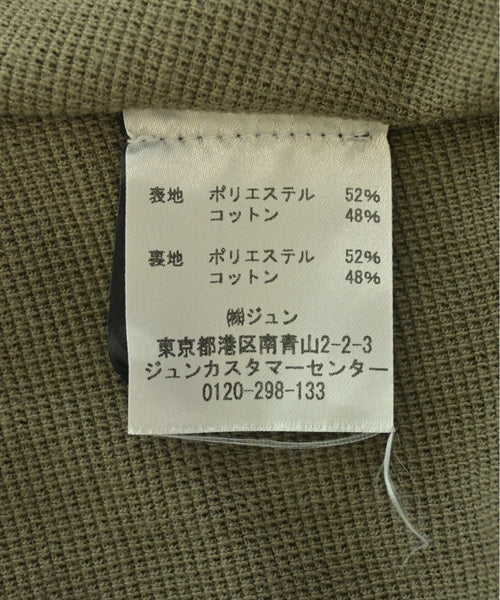 表地 ポリエステル 52%
コットン 48%
裏地 ポリエステル 52%
コットン 48%
㈱ジュン
東京都港区南青山2-2-3
ジュンカスタマーセンター
0120-298-133